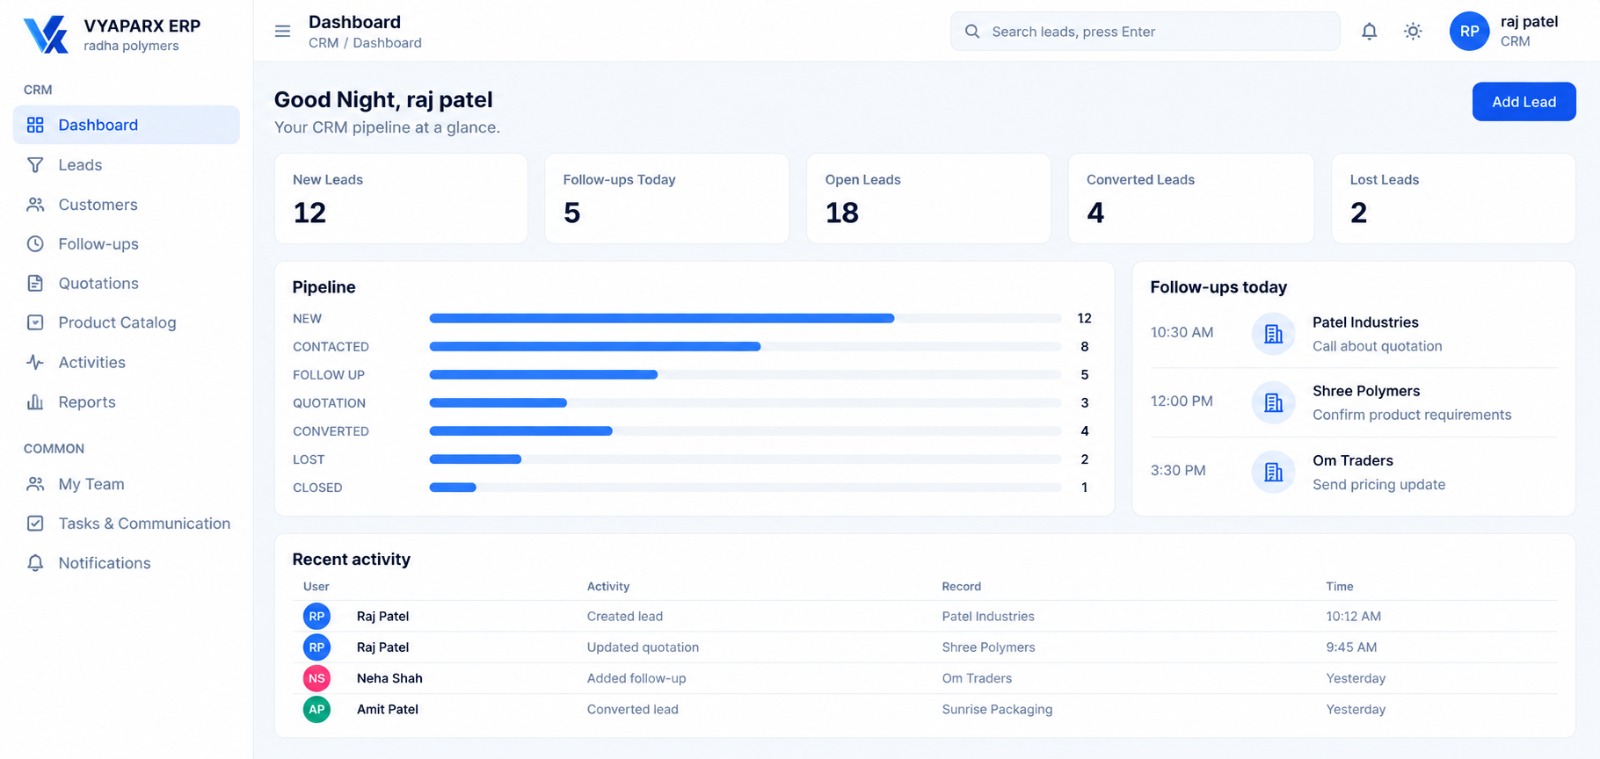 VYAPARX ERP
radha polymers
CRM
Dashboard
Leads
Customers
Follow-ups
Quotations
Product Catalog
Activities
Reports
COMMON
My Team
Tasks & Communication
Notifications
Dashboard
CRM / Dashboard
Search leads, press Enter
RP
raj patel
CRM
Good Night, raj patel
Your CRM pipeline at a glance.
Add Lead
New Leads
12
Follow-ups Today
5
Open Leads
18
Converted Leads
4
Lost Leads
2
Pipeline
NEW 12
CONTACTED 8
FOLLOW UP 5
QUOTATION 3
CONVERTED 4
LOST 2
CLOSED 1
Follow-ups today
10:30 AM
Patel Industries
Call about quotation
12:00 PM
Shree Polymers
Confirm product requirements
3:30 PM
Om Traders
Send pricing update
Recent activity
User Activity Record Time
RP Raj Patel Created lead Patel Industries 10:12 AM
RP Raj Patel Updated quotation Shree Polymers 9:45 AM
NS Neha Shah Added follow-up Om Traders Yesterday
AP Amit Patel Converted lead Sunrise Packaging Yesterday